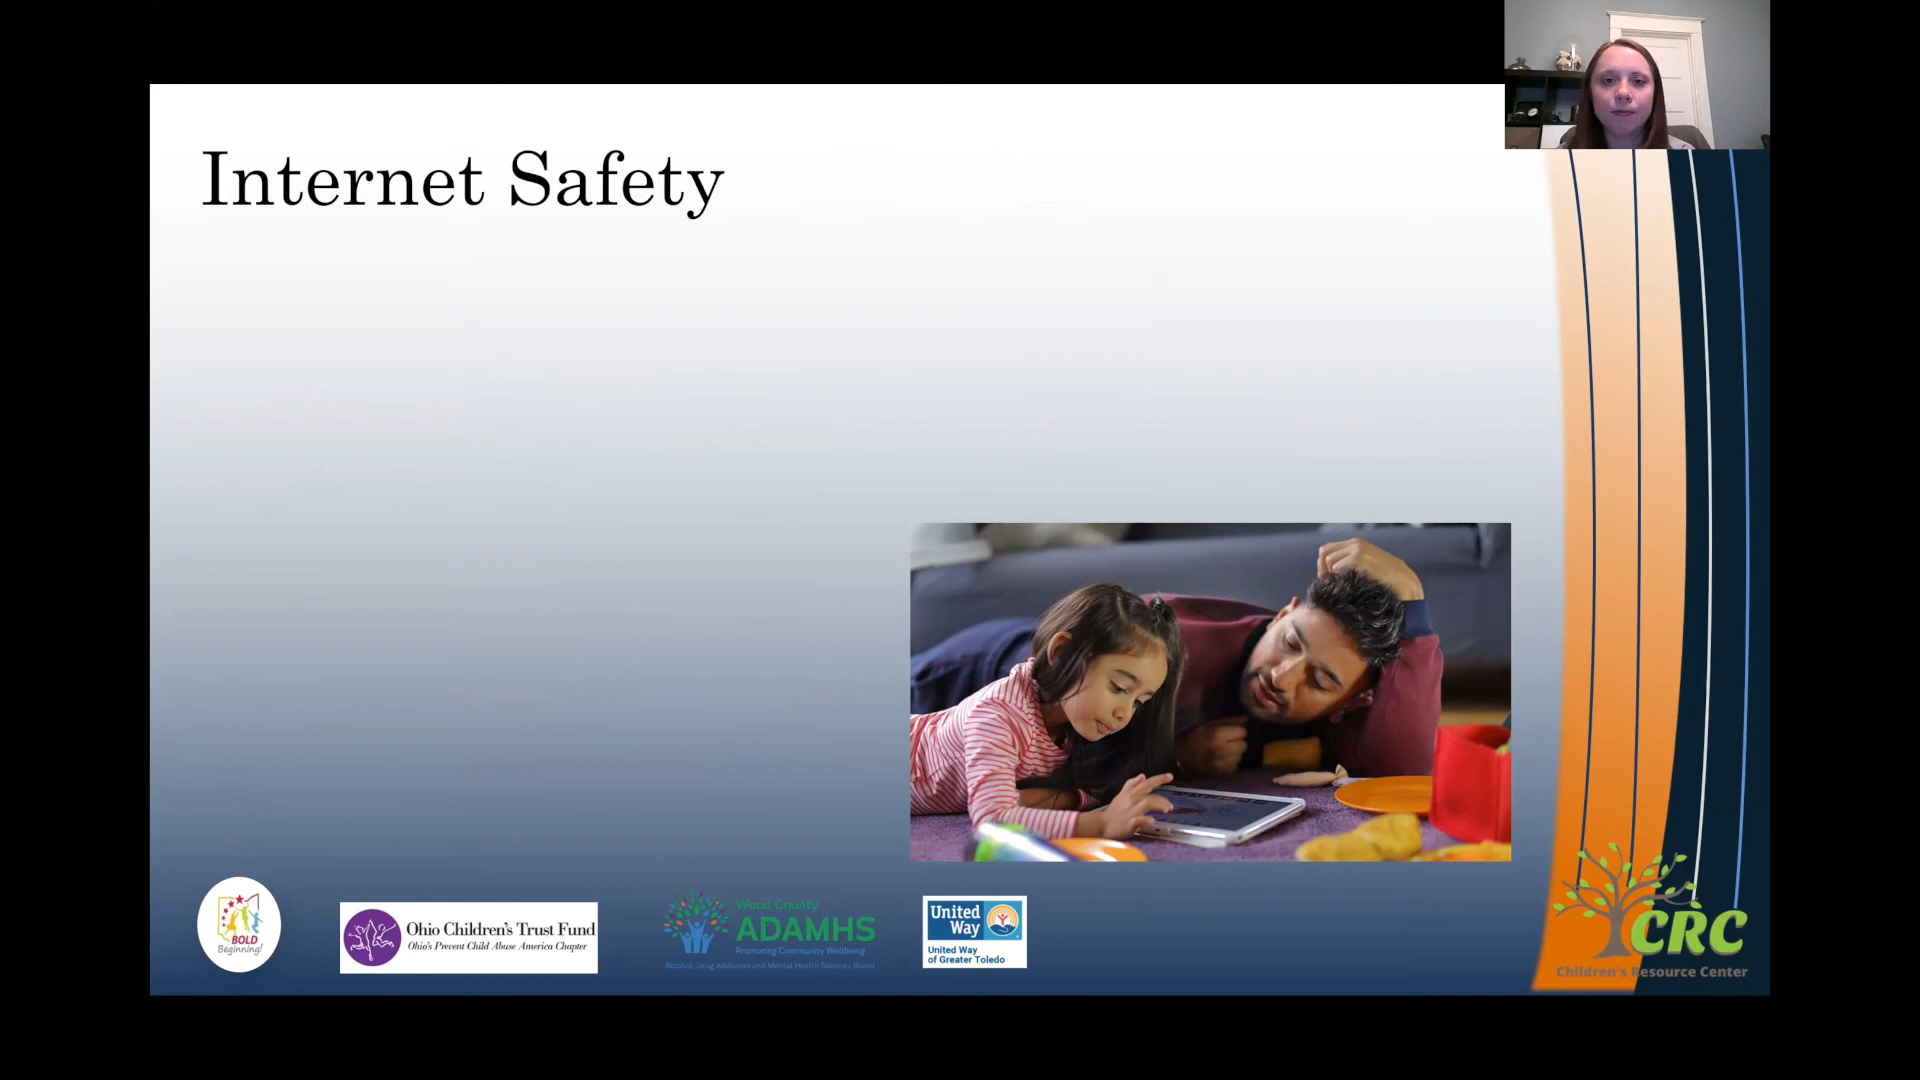 Internet Safety
BOLD
Beginning!
Ohio Children's Trust Fund
Ohio's Prevent Child Abuse America Chapter
Wood County
ADAMHS
Promoting Community Wellbeing
Alcohol, Drug Addiction and Mental Health Services Board
United
Way
United Way
of Greater Toledo
CRC
Children's Resource Center